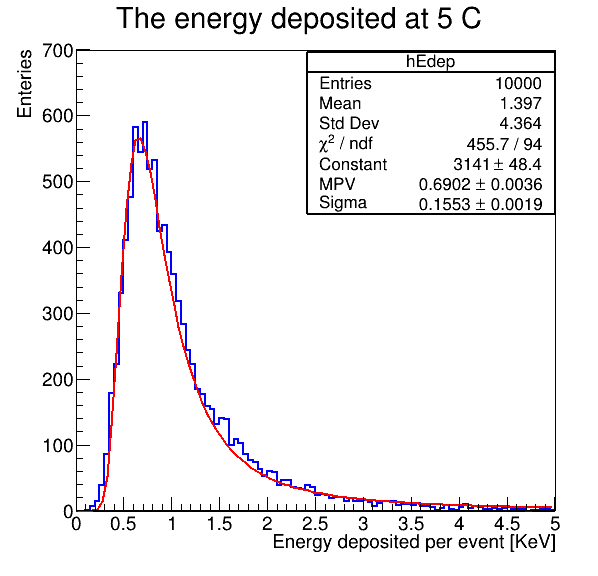 The energy deposited at 5 C
Enteries
700
600
500
400
300
200
100
0
hEdep
Entries 10000
Mean 1.397
Std Dev 4.364
χ² / ndf 455.7 / 94
Constant 3141 ± 48.4
MPV 0.6902 ± 0.0036
Sigma 0.1553 ± 0.0019
0 0.5 1 1.5 2 2.5 3 3.5 4 4.5 5
Energy deposited per event [KeV]